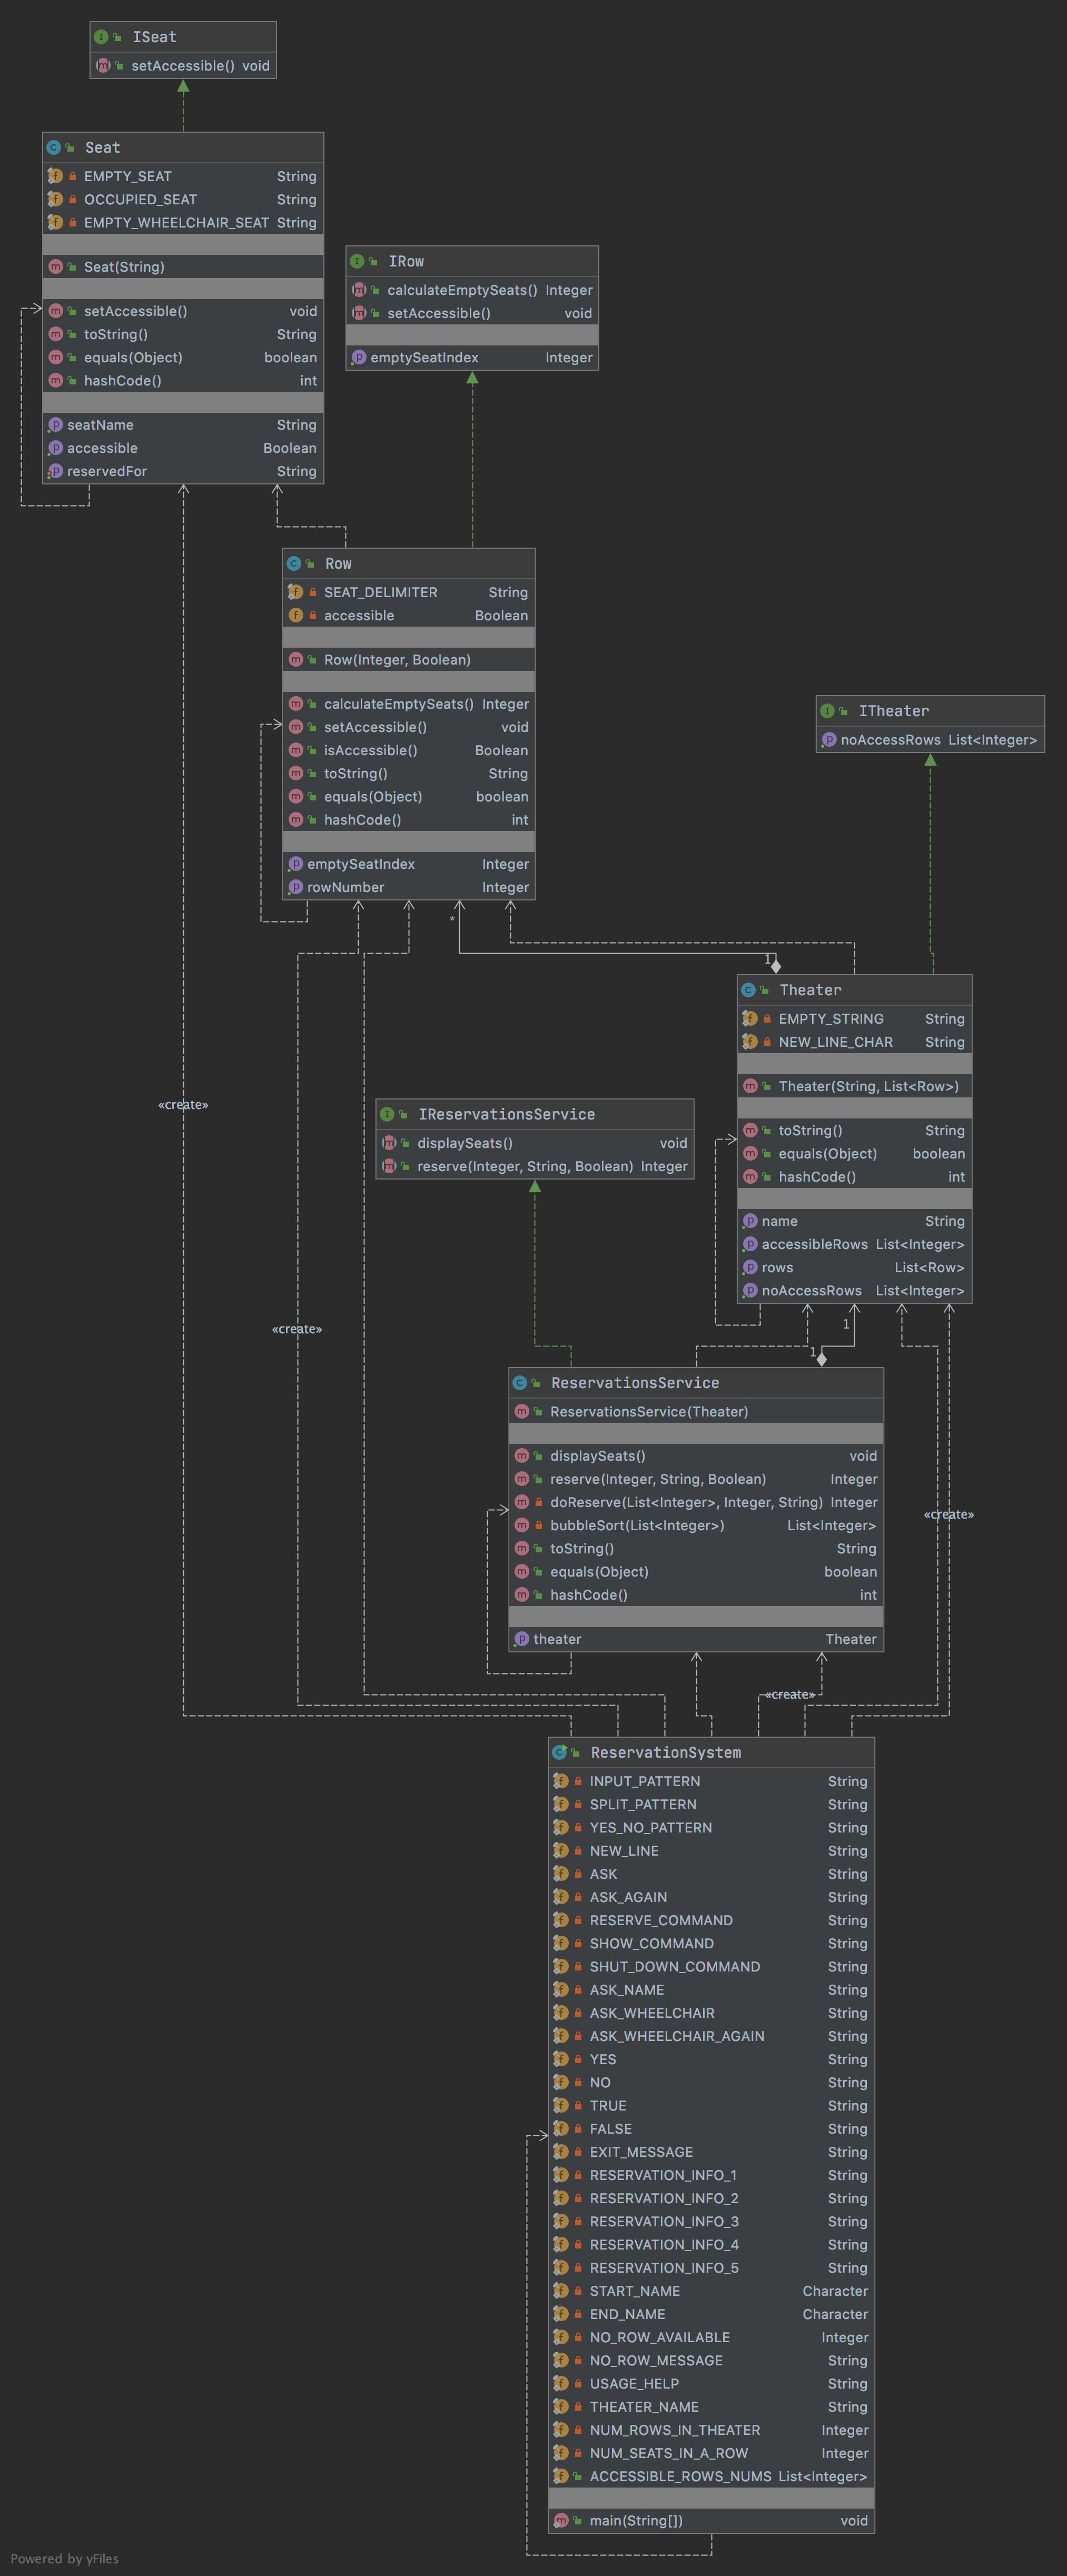 ISeat
setAccessible() void
Seat
EMPTY_SEAT String
OCCUPIED_SEAT String
EMPTY_WHEELCHAIR_SEAT String
Seat(String)
setAccessible() void
toString() String
equals(Object) boolean
hashCode() int
seatName String
accessible Boolean
reservedFor String
IRow
calculateEmptySeats() Integer
setAccessible() void
emptySeatIndex Integer
Row
SEAT_DELIMITER String
accessible Boolean
Row(Integer, Boolean)
calculateEmptySeats() Integer
setAccessible() void
isAccessible() Boolean
toString() String
equals(Object) boolean
hashCode() int
emptySeatIndex Integer
rowNumber Integer
ITheater
noAccessRows List<Integer>
*
1
Theater
EMPTY_STRING String
NEW_LINE_CHAR String
Theater(String, List<Row>)
toString() String
equals(Object) boolean
hashCode() int
name String
accessibleRows List<Integer>
rows List<Row>
noAccessRows List<Integer>
«create»
IReservationsService
displaySeats() void
reserve(Integer, String, Boolean) Integer
«create»
1
1
ReservationsService
ReservationsService(Theater)
displaySeats() void
reserve(Integer, String, Boolean) Integer
doReserve(List<Integer>, Integer, String) Integer
bubbleSort(List<Integer>) List<Integer>
toString() String
equals(Object) boolean
hashCode() int
theater Theater
«create»
«create»
ReservationSystem
INPUT_PATTERN String
SPLIT_PATTERN String
YES_NO_PATTERN String
NEW_LINE String
ASK String
ASK_AGAIN String
RESERVE_COMMAND String
SHOW_COMMAND String
SHUT_DOWN_COMMAND String
ASK_NAME String
ASK_WHEELCHAIR String
ASK_WHEELCHAIR_AGAIN String
YES String
NO String
TRUE String
FALSE String
EXIT_MESSAGE String
RESERVATION_INFO_1 String
RESERVATION_INFO_2 String
RESERVATION_INFO_3 String
RESERVATION_INFO_4 String
RESERVATION_INFO_5 String
START_NAME Character
END_NAME Character
NO_ROW_AVAILABLE Integer
NO_ROW_MESSAGE String
USAGE_HELP String
THEATER_NAME String
NUM_ROWS_IN_THEATER Integer
NUM_SEATS_IN_A_ROW Integer
ACCESSIBLE_ROWS_NUMS List<Integer>
main(String[]) void
Powered by yFiles